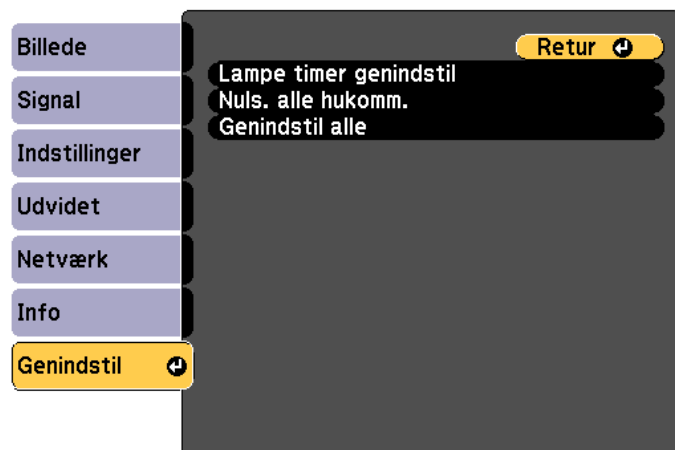 Billede
Signal
Indstillinger
Udvidet
Netværk
Info
Genindstil
Retur
Lampe timer genindstil
Nuls. alle hukomm.
Genindstil alle